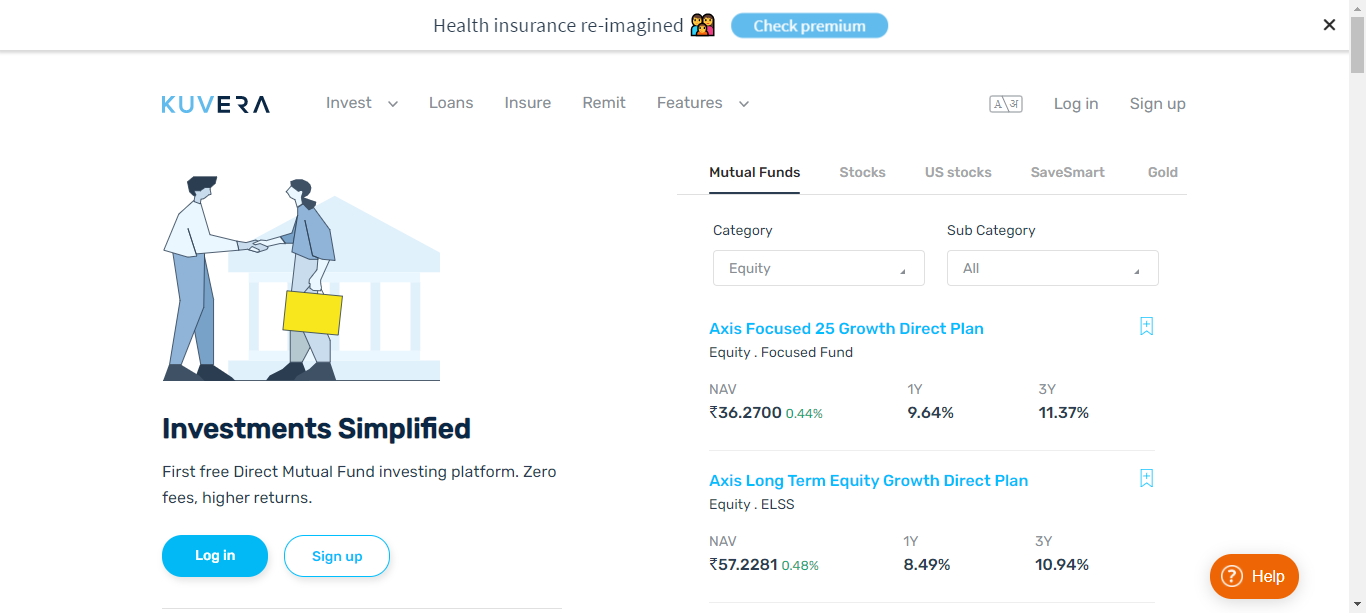 Health insurance re-imagined
Check premium
KUVERA
Invest
Loans
Insure
Remit
Features
A\अ
Log in
Sign up
Mutual Funds
Stocks
US stocks
SaveSmart
Gold
Category
Sub Category
Equity
All
Axis Focused 25 Growth Direct Plan
Equity . Focused Fund
NAV 1Y 3Y
₹36.2700 0.44% 9.64% 11.37%
Axis Long Term Equity Growth Direct Plan
Equity . ELSS
NAV 1Y 3Y
₹57.2281 0.48% 8.49% 10.94%
Investments Simplified
First free Direct Mutual Fund investing platform. Zero
fees, higher returns.
Log in
Sign up
? Help